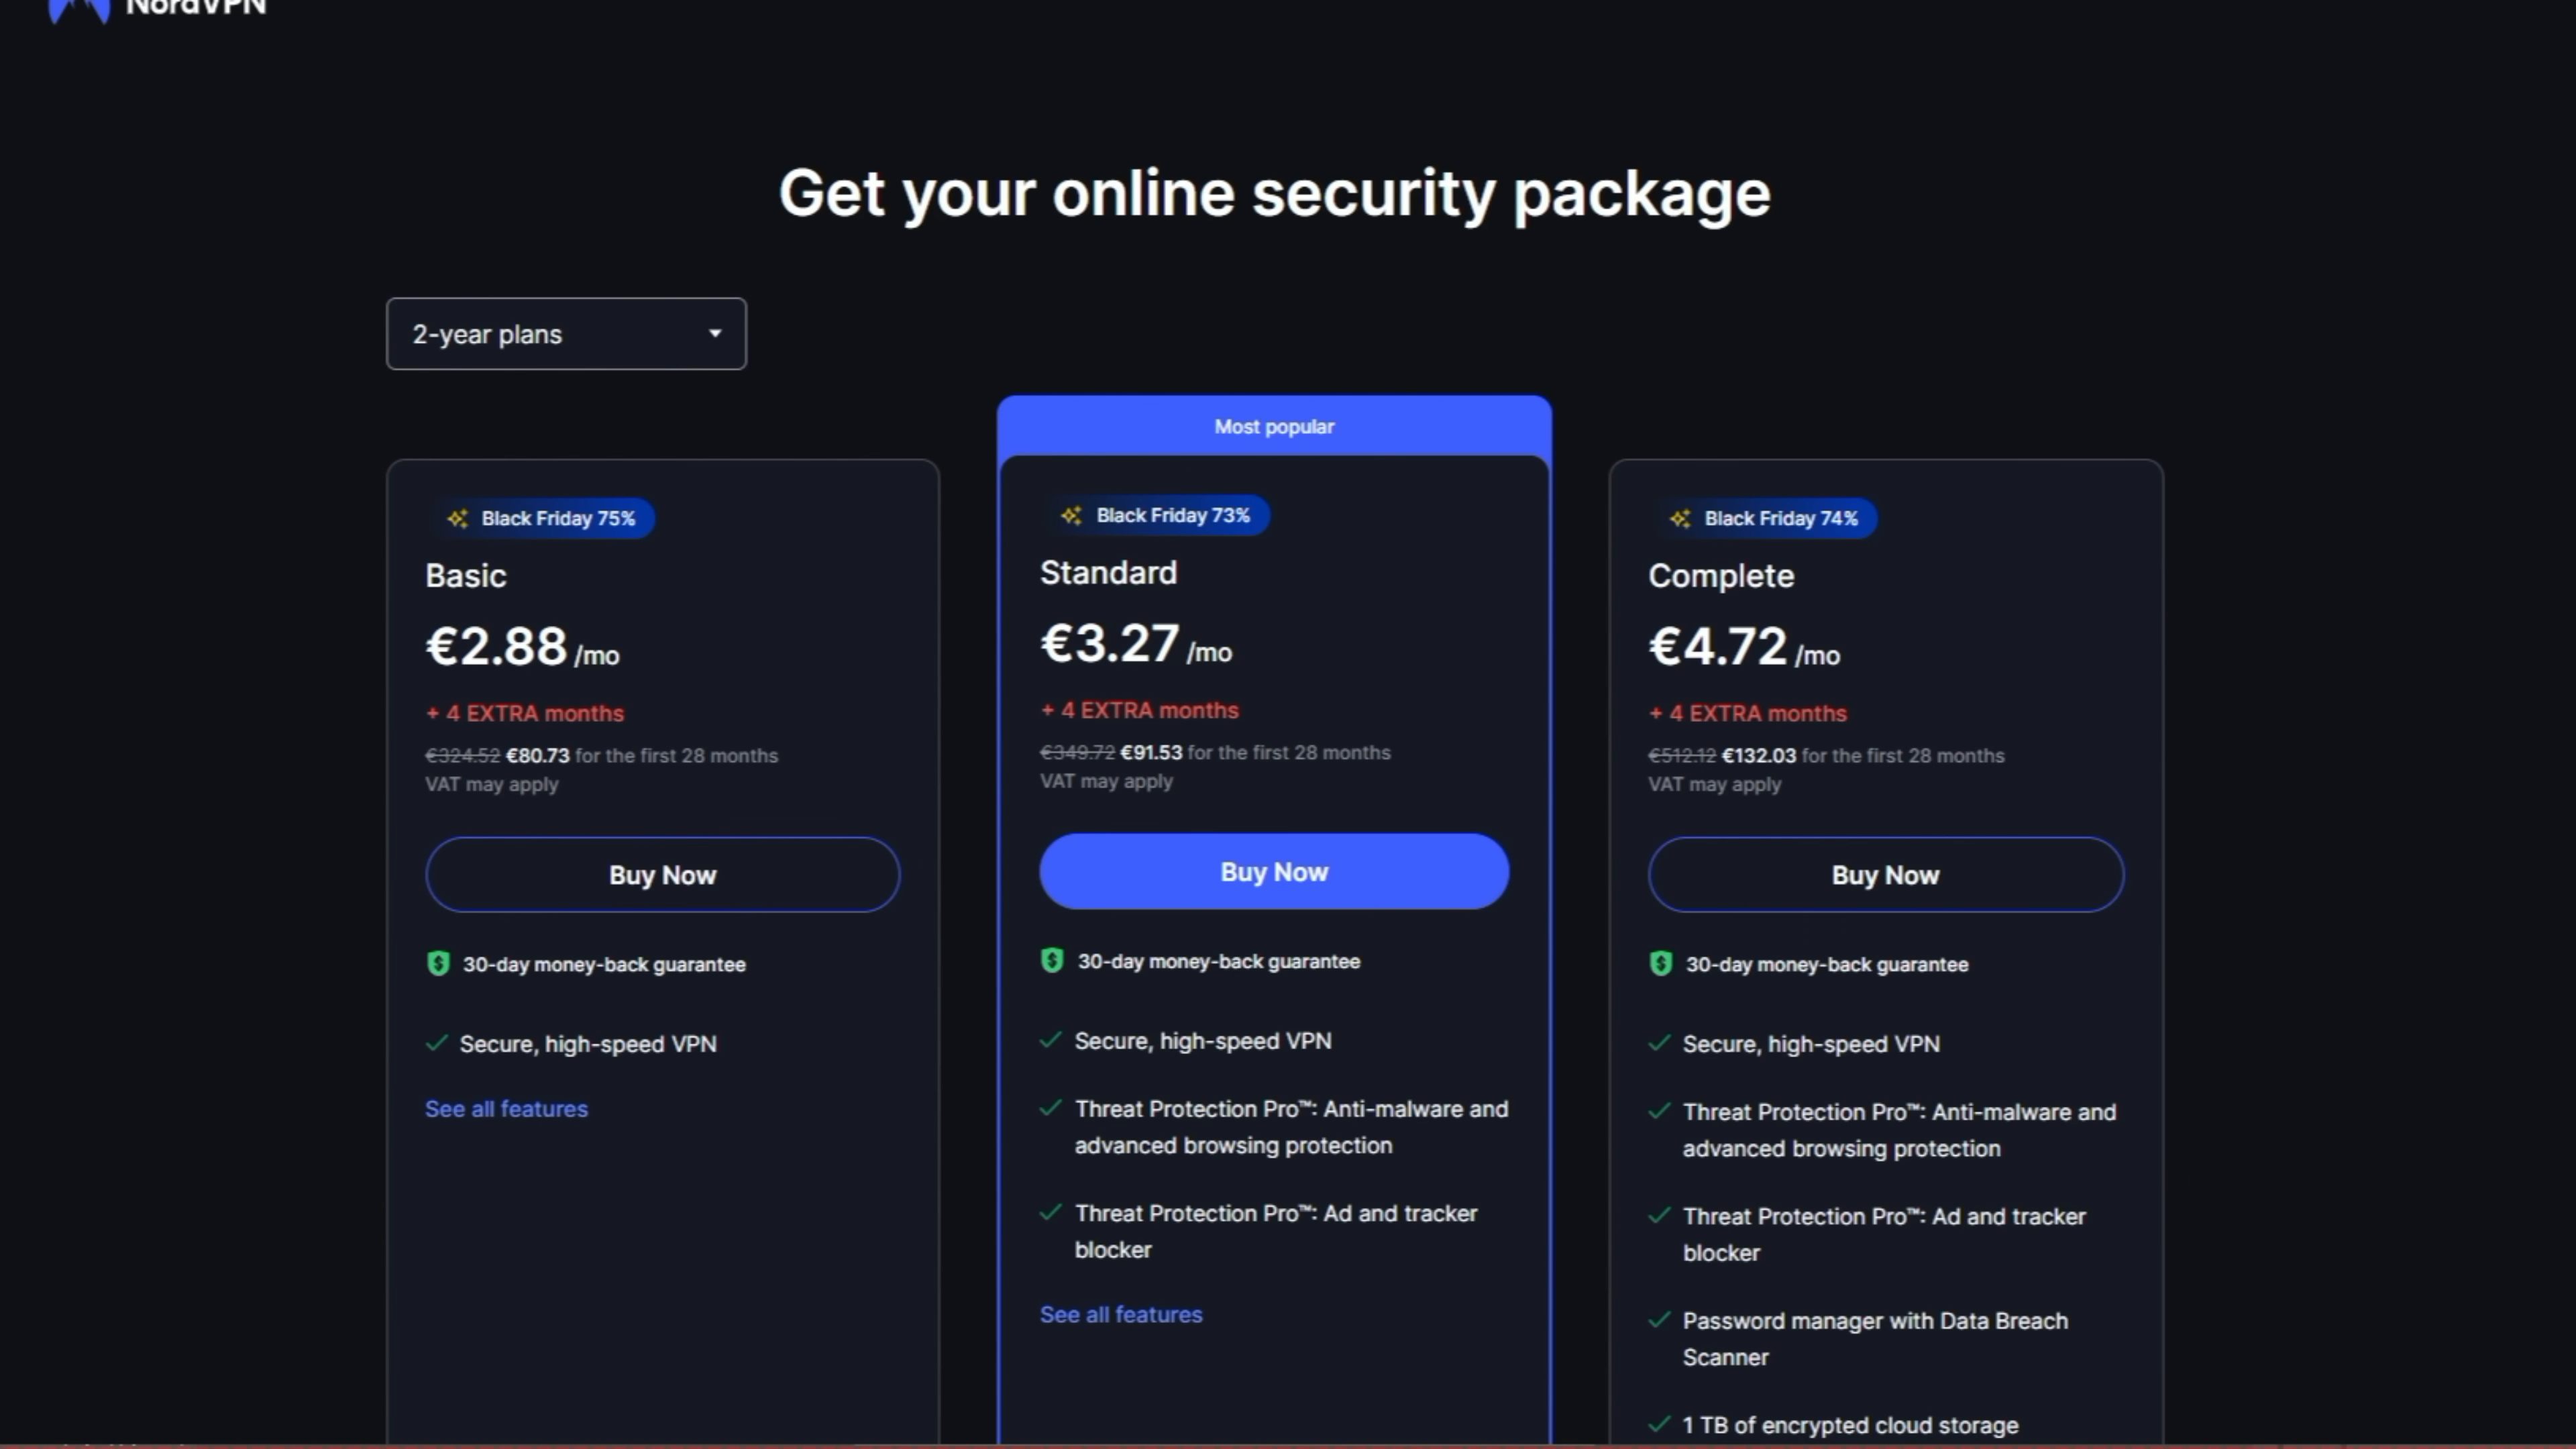 NordVPN
Get your online security package
2-year plans
Most popular
Black Friday 75%
Basic
€2.88 /mo
+ 4 EXTRA months
€324.52 €80.73 for the first 28 months
VAT may apply
Buy Now
30-day money-back guarantee
Secure, high-speed VPN
See all features
Black Friday 73%
Standard
€3.27 /mo
+ 4 EXTRA months
€349.72 €91.53 for the first 28 months
VAT may apply
Buy Now
30-day money-back guarantee
Secure, high-speed VPN
Threat Protection Pro™: Anti-malware and
advanced browsing protection
Threat Protection Pro™: Ad and tracker
blocker
See all features
Black Friday 74%
Complete
€4.72 /mo
+ 4 EXTRA months
€512.12 €132.03 for the first 28 months
VAT may apply
Buy Now
30-day money-back guarantee
Secure, high-speed VPN
Threat Protection Pro™: Anti-malware and
advanced browsing protection
Threat Protection Pro™: Ad and tracker
blocker
Password manager with Data Breach
Scanner
1 TB of encrypted cloud storage